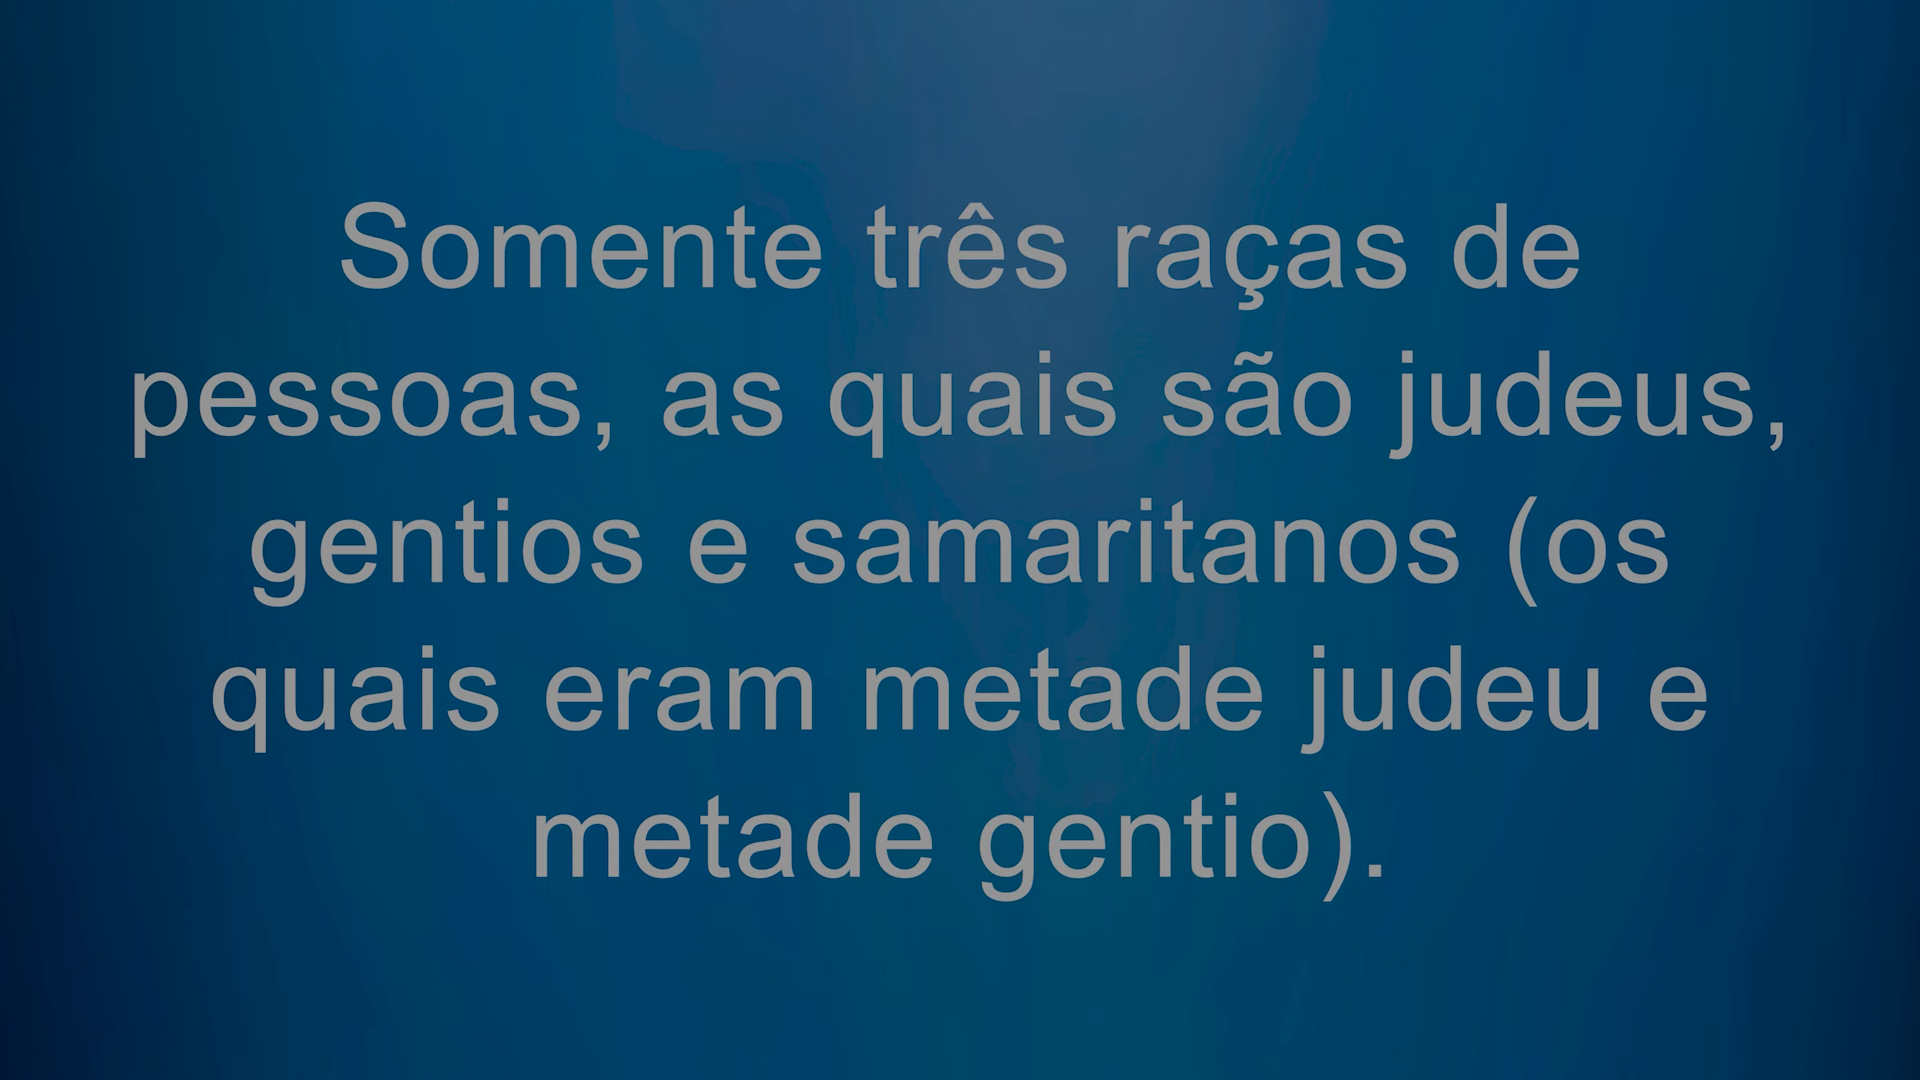 Somente três raças de
pessoas, as quais são judeus,
gentios e samaritanos (os
quais eram metade judeu e
metade gentio).